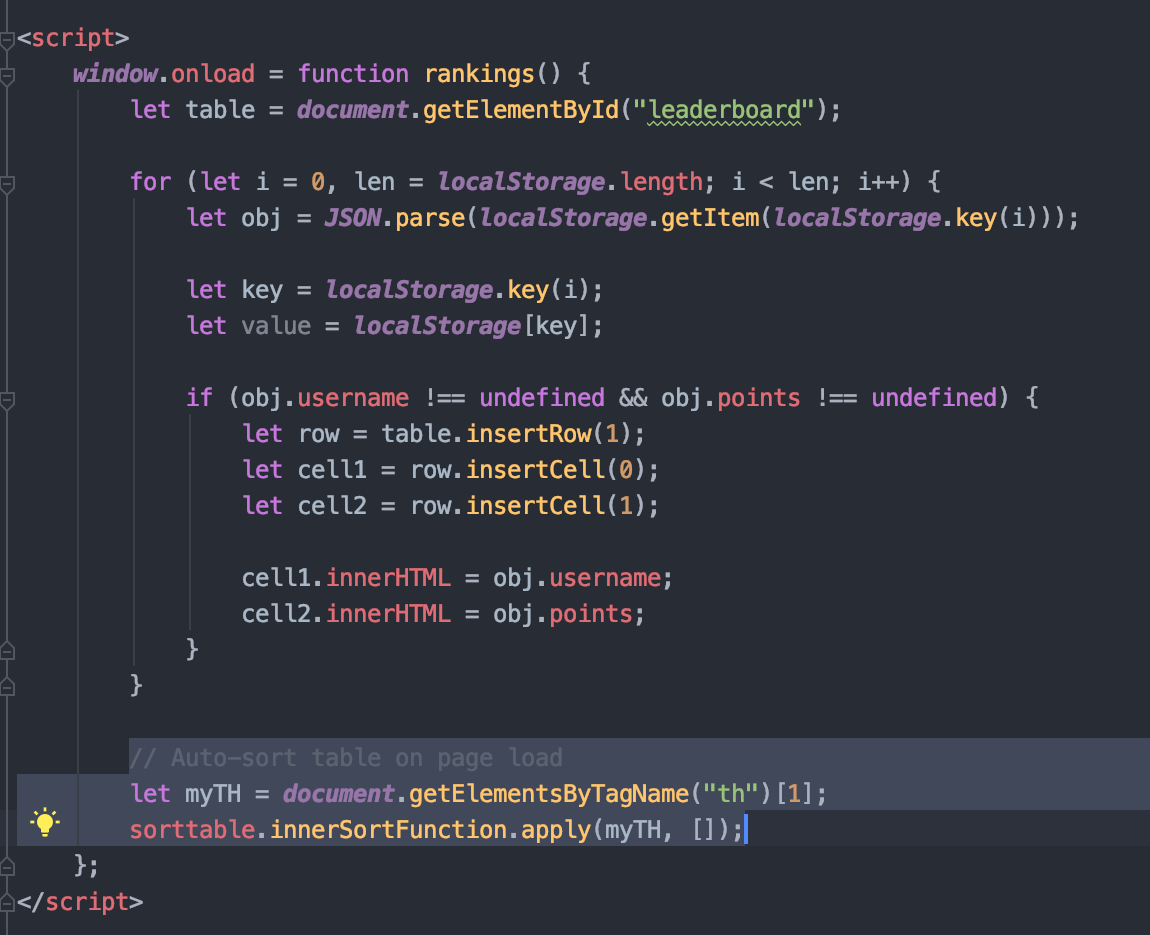 <script>
window.onload = function rankings() {
let table = document.getElementById("leaderboard");
for (let i = 0, len = localStorage.length; i < len; i++) {
let obj = JSON.parse(localStorage.getItem(localStorage.key(i)));
let key = localStorage.key(i);
let value = localStorage[key];
if (obj.username !== undefined && obj.points !== undefined) {
let row = table.insertRow(1);
let cell1 = row.insertCell(0);
let cell2 = row.insertCell(1);
cell1.innerHTML = obj.username;
cell2.innerHTML = obj.points;
}
}
// Auto-sort table on page load
let myTH = document.getElementsByTagName("th")[1];
sorttable.innerSortFunction.apply(myTH, []);
};
</script>